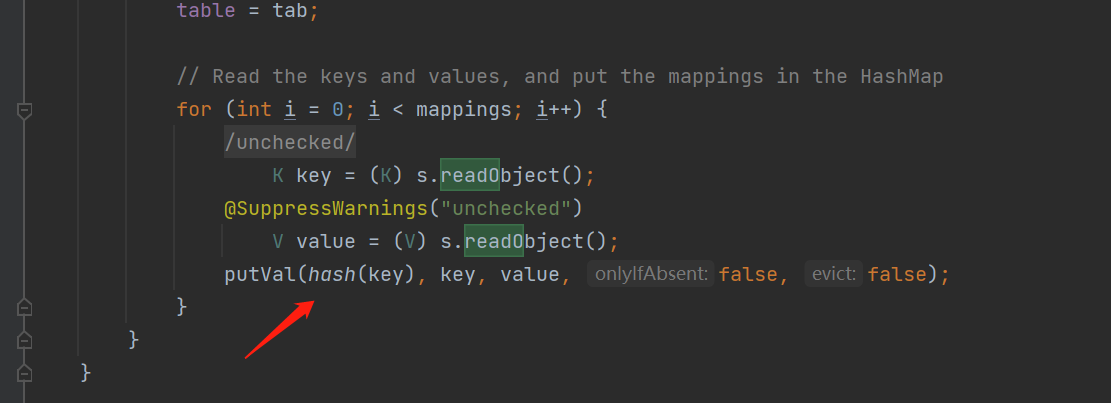 table = tab;
// Read the keys and values, and put the mappings in the HashMap
for (int i = 0; i < mappings; i++) {
/unchecked/
K key = (K) s.readObject();
@SuppressWarnings("unchecked")
V value = (V) s.readObject();
putVal(hash(key), key, value, onlyIfAbsent: false, evict: false);
}
}
}